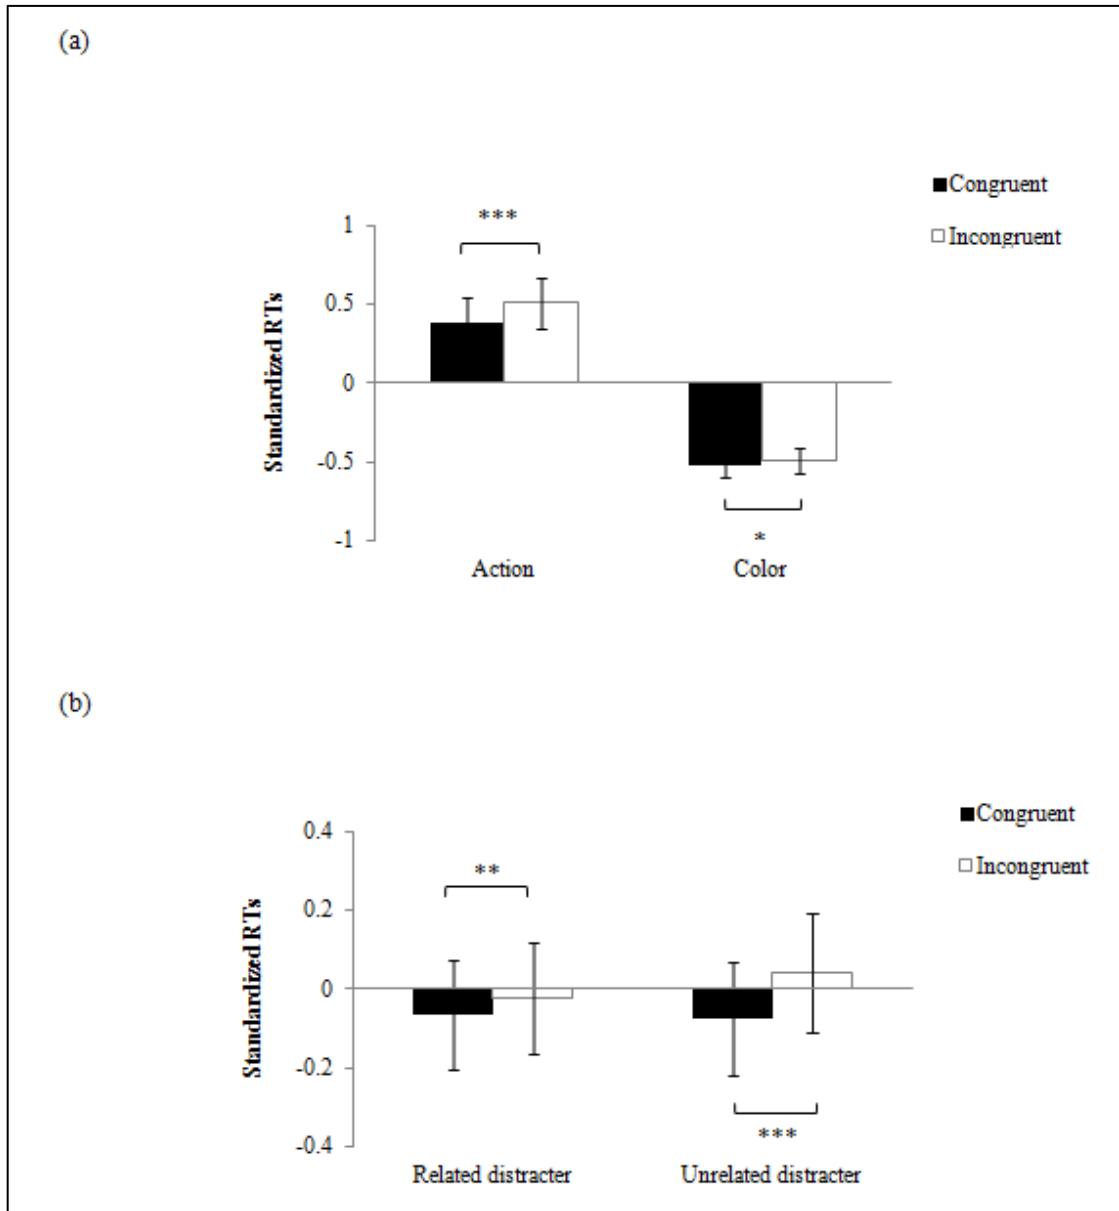 (a)
■Congruent
□Incongruent
***
1
0.5
0
-0.5
-1
Standardized RTs
*
Action Color
(b)
■Congruent
□Incongruent
**
0.4
0.2
0
-0.2
-0.4
Standardized RTs
***
Related distracter Unrelated distracter